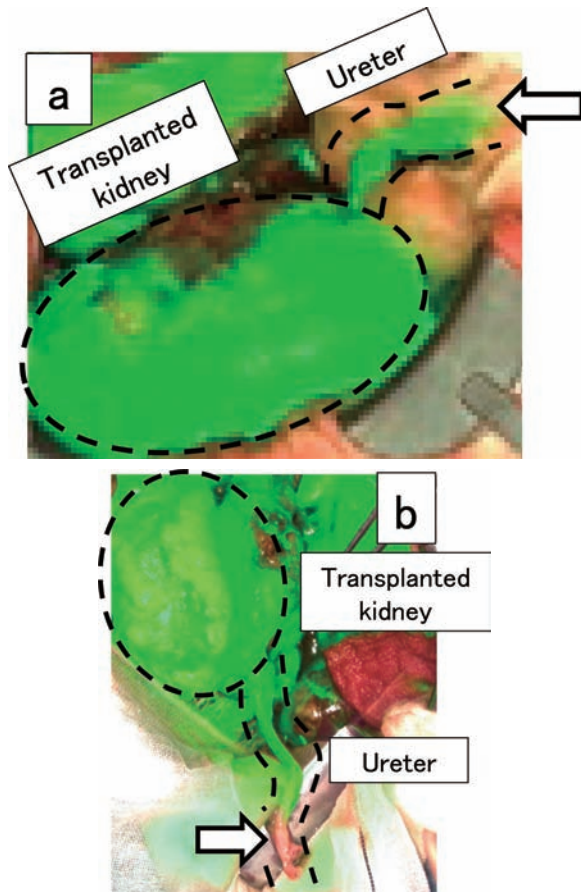 a
Ureter
Transplanted
kidney
b
Transplanted
kidney
Ureter